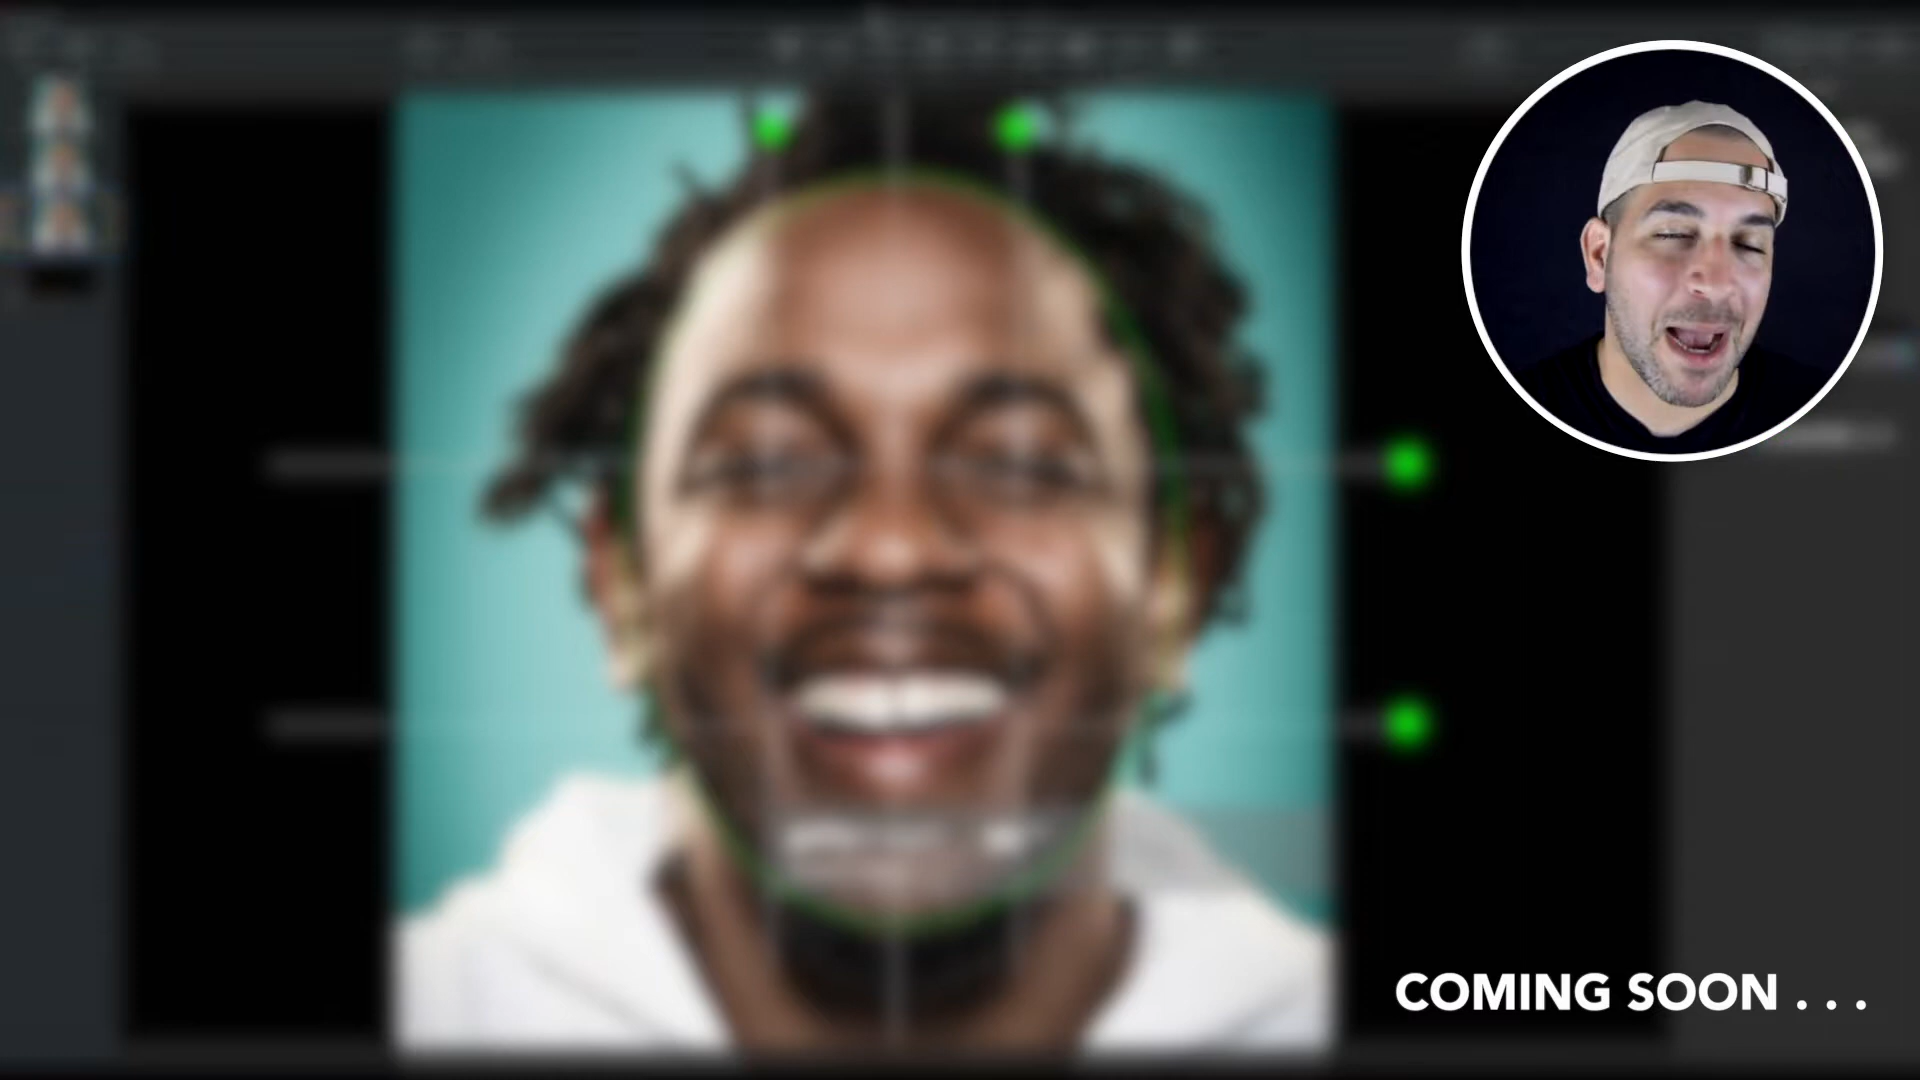 COMING SOON . . .